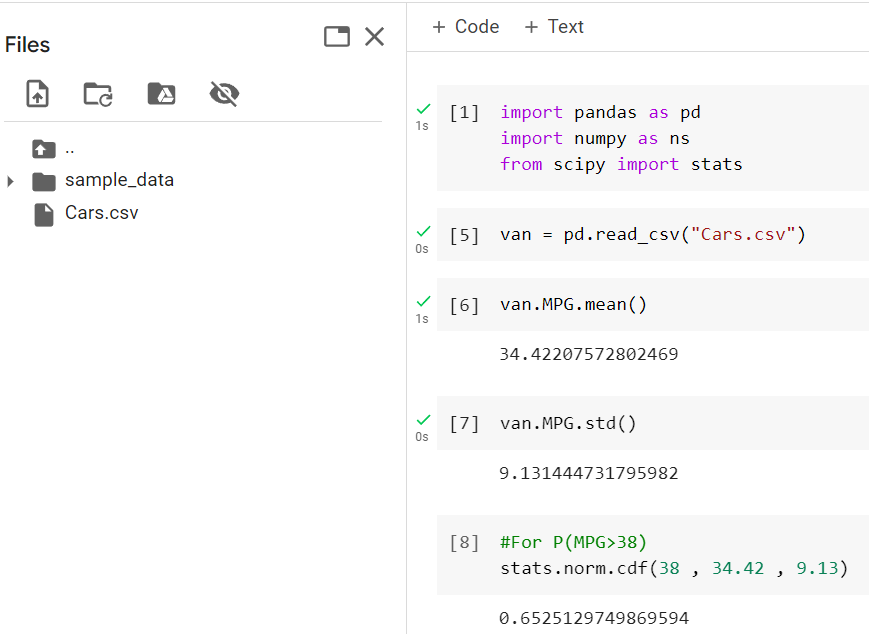 Files
..
sample_data
Cars.csv
+ Code + Text
1s
[1] import pandas as pd
import numpy as ns
from scipy import stats
0s
[5] van = pd.read_csv("Cars.csv")
1s
[6] van.MPG.mean()
34.42207572802469
0s
[7] van.MPG.std()
9.131444731795982
[8] #For P(MPG>38)
stats.norm.cdf(38 , 34.42 , 9.13)
0.6525129749869594